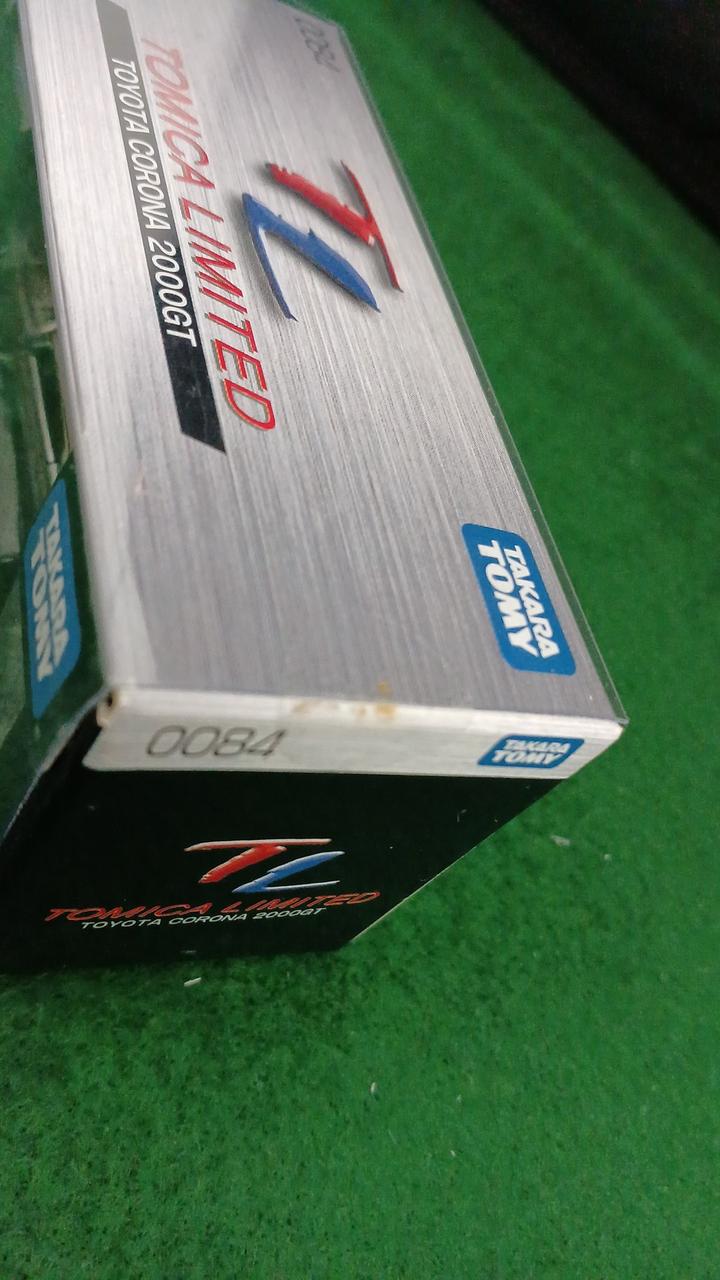 0084
TL
TOMICA LIMITED
TOYOTA CORONA 2000GT
TAKARA
TOMY
TAKARA
TOMY
0084
TAKARA
TOMY
TL
TOMICA LIMITED
TOYOTA CORONA 2000GT